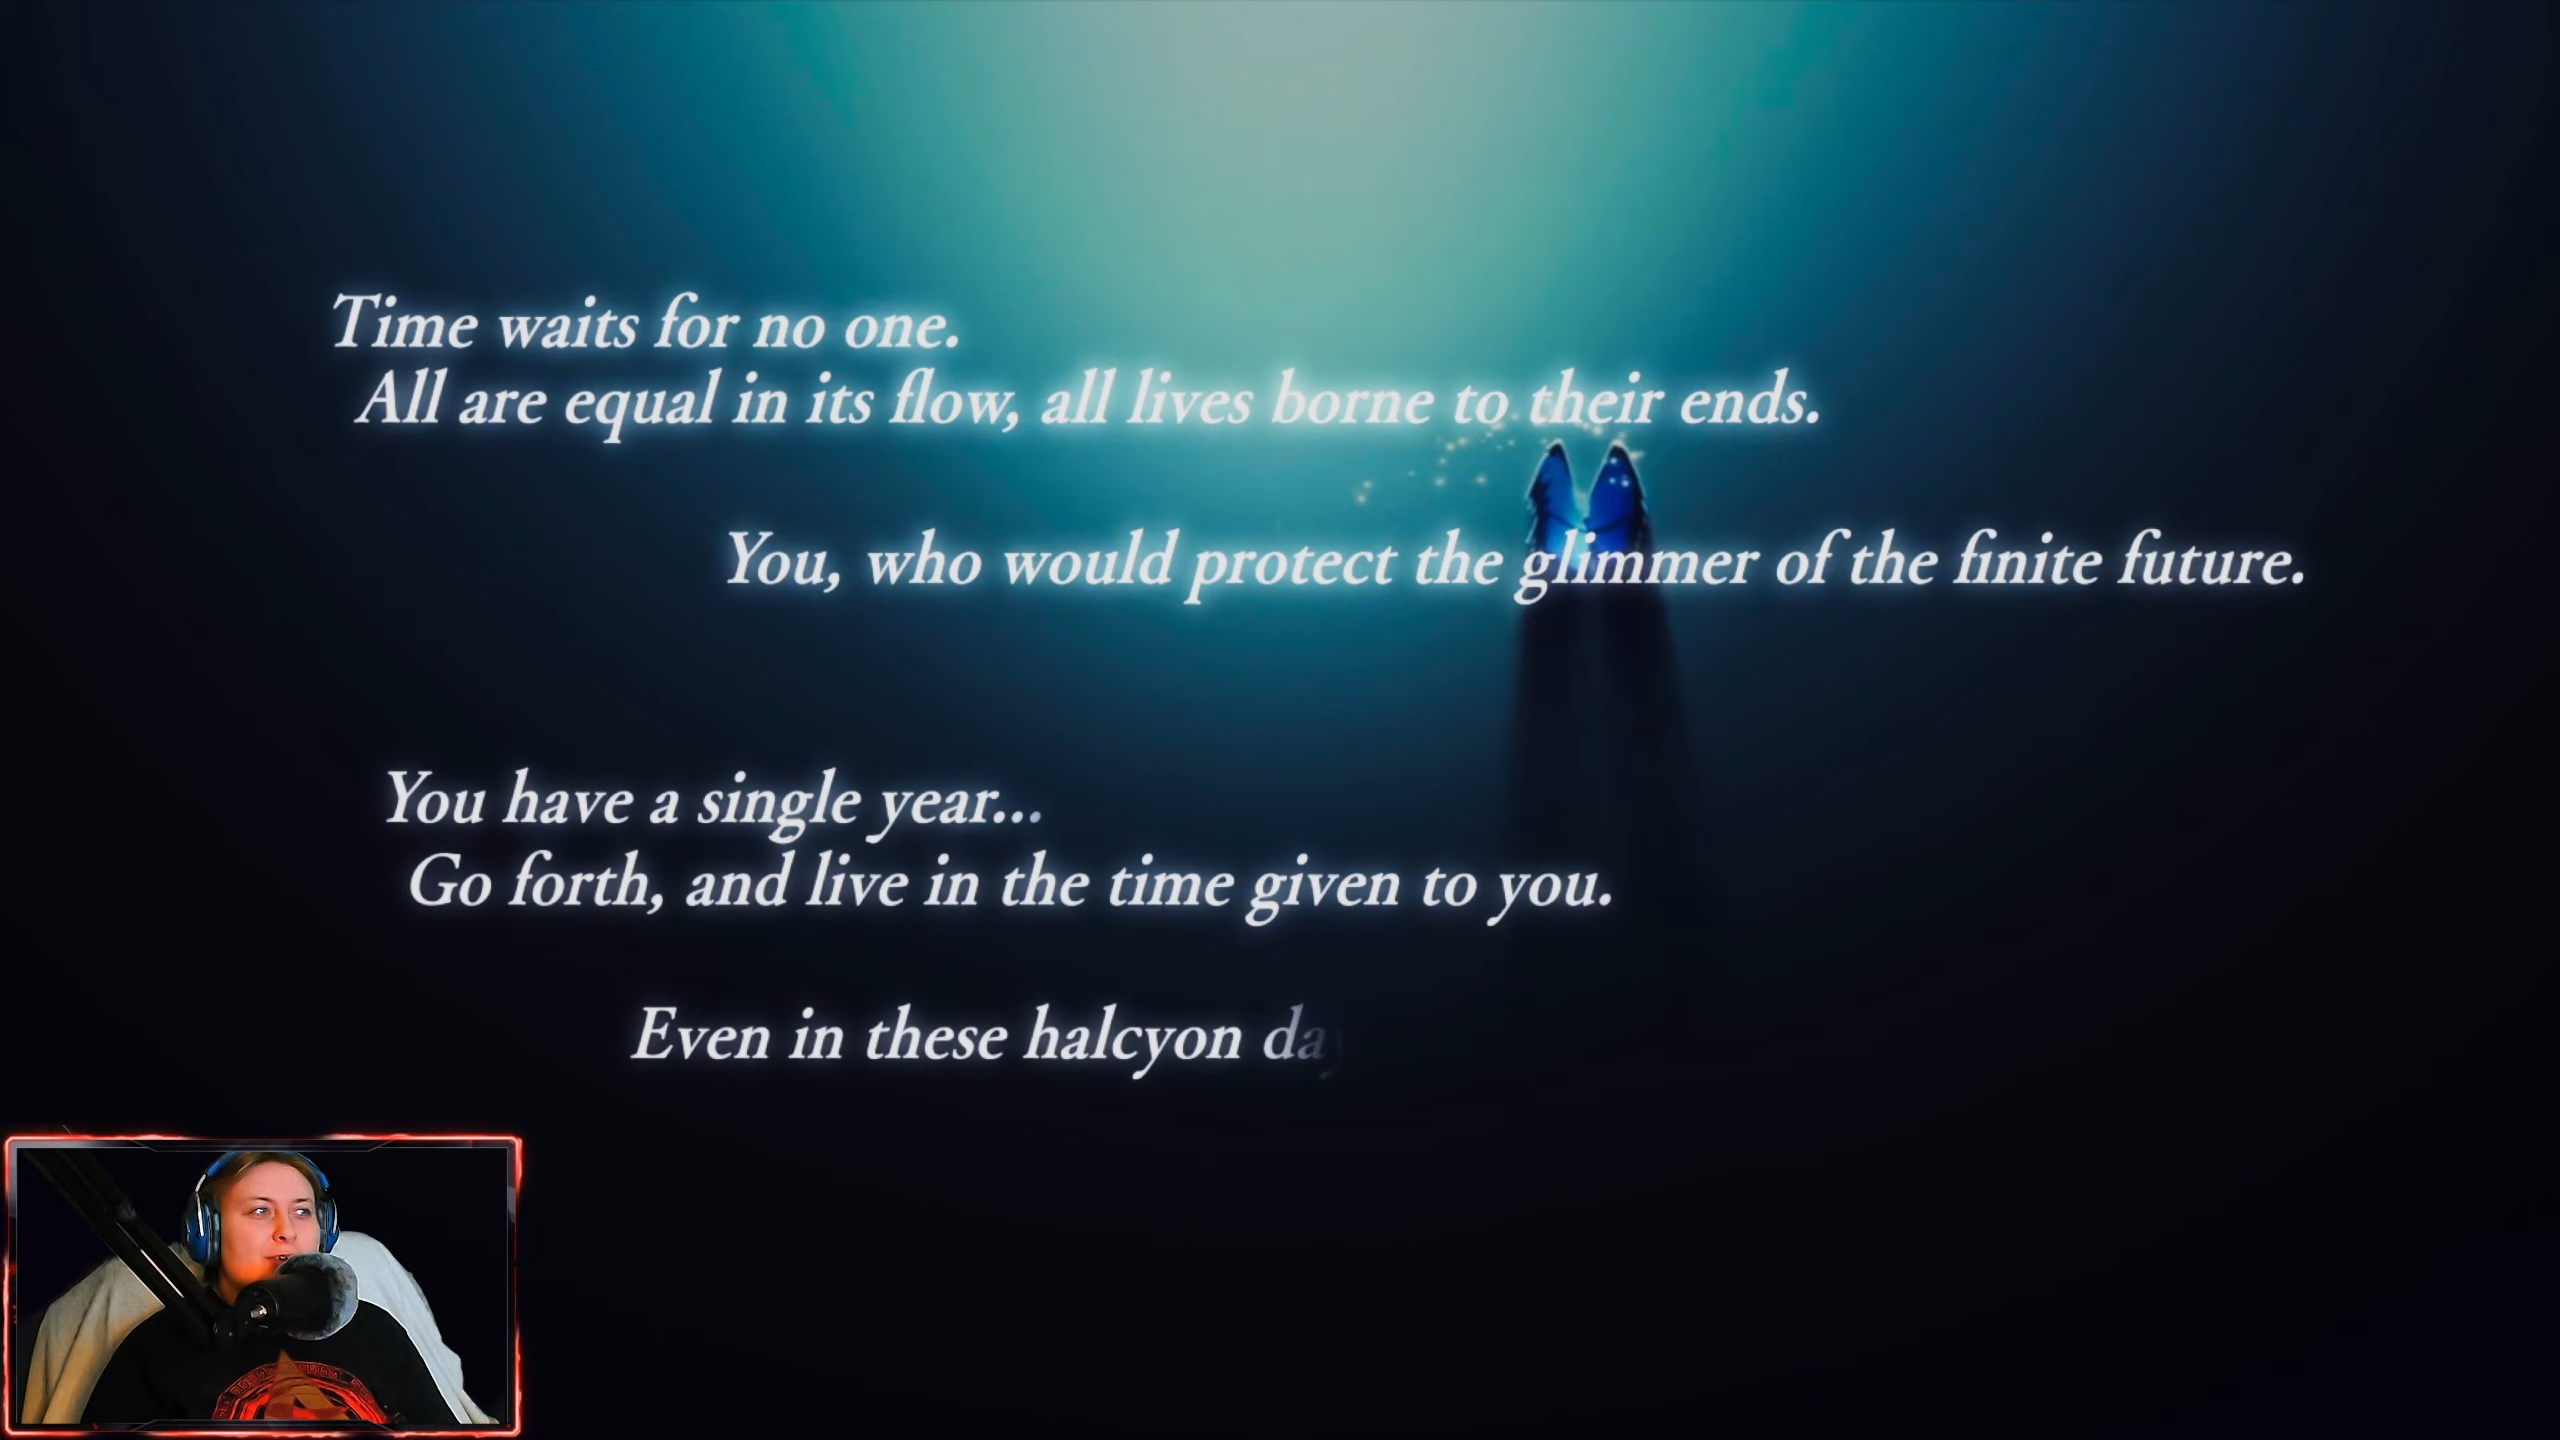 Time waits for no one.
All are equal in its flow, all lives borne to their ends.
You, who would protect the glimmer of the finite future.
You have a single year...
Go forth, and live in the time given to you.
Even in these halcyon day